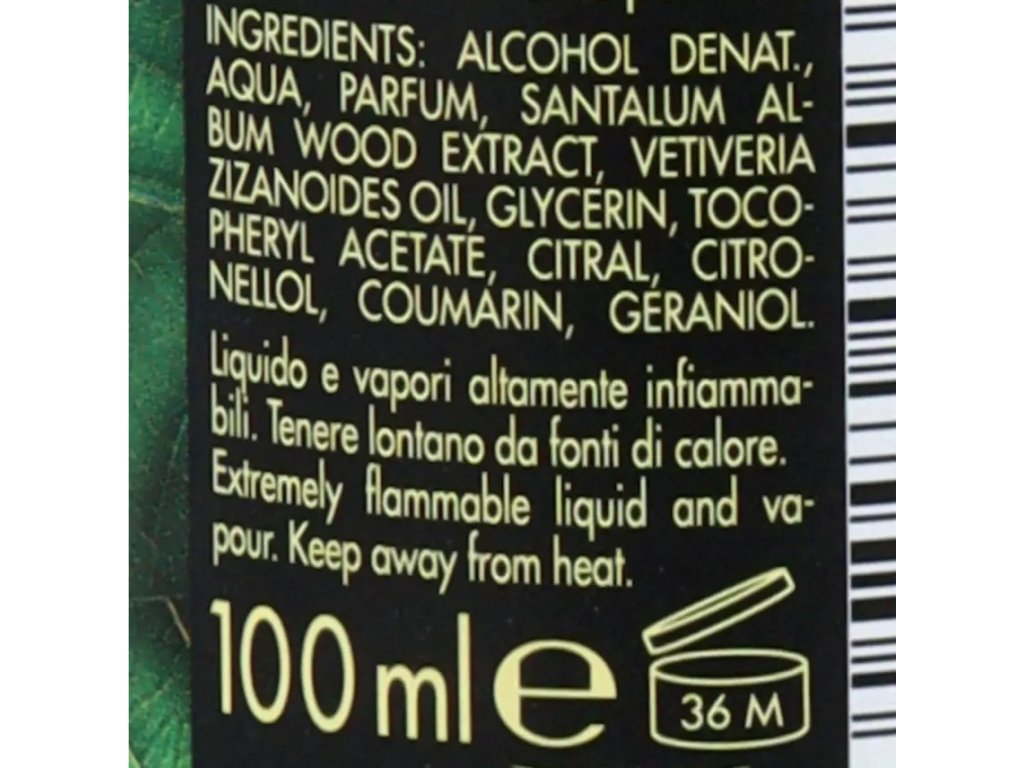 INGREDIENTS: ALCOHOL DENAT.,
AQUA, PARFUM, SANTALUM AL-
BUM WOOD EXTRACT, VETIVERIA
ZIZANOIDES OIL, GLYCERIN, TOCO-
PHERYL ACETATE, CITRAL, CITRO-
NELLOL, COUMARIN, GERANIOL.
Liquido e vapori altamente infiamma-
bili. Tenere lontano da fonti di calore.
Extremely flammable liquid and va-
pour. Keep away from heat.
100 ml e
36 M